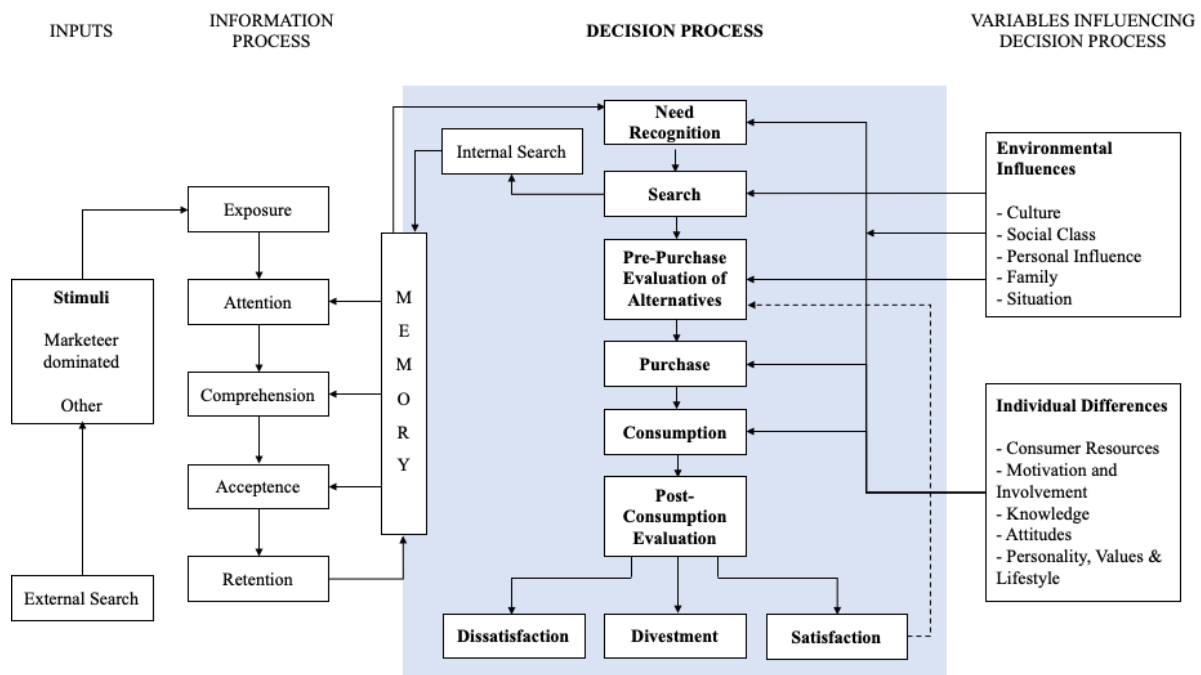 INPUTS
INFORMATION
PROCESS
DECISION PROCESS
VARIABLES INFLUENCING
DECISION PROCESS
Stimuli
Marketeer
dominated
Other
External Search
Exposure
Attention
Comprehension
Acceptence
Retention
M
E
M
O
R
Y
Internal Search
Need
Recognition
Search
Pre-Purchase
Evaluation of
Alternatives
Purchase
Consumption
Post-
Consumption
Evaluation
Dissatisfaction
Divestment
Satisfaction
Environmental
Influences
- Culture
- Social Class
- Personal Influence
- Family
- Situation
Individual Differences
- Consumer Resources
- Motivation and
Involvement
- Knowledge
- Attitudes
- Personality, Values &
Lifestyle